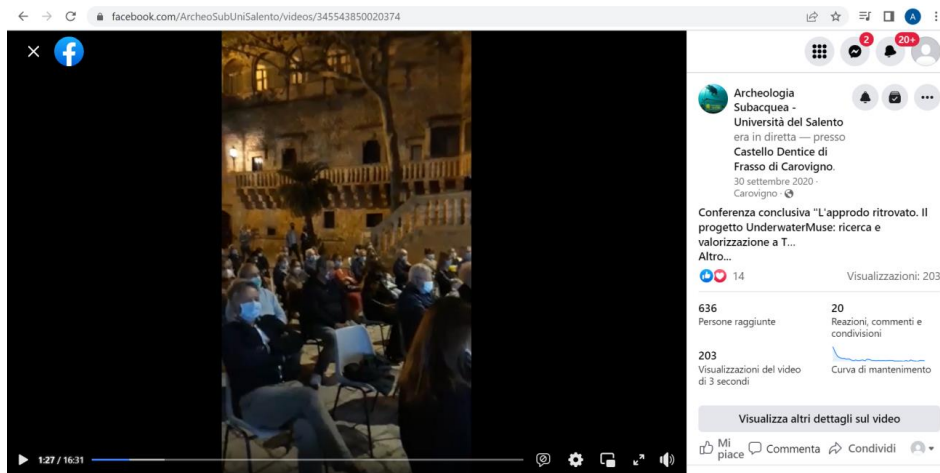 facebook.com/ArcheoSubUniSalento/videos/345543850020374
A
2
20+
Archeologia
Subacquea -
Università del Salento
era in diretta — presso
Castello Dentice di
Frasso di Carovigno.
30 settembre 2020 ·
Carovigno ·
Conferenza conclusiva "L'approdo ritrovato. Il
progetto UnderwaterMuse: ricerca e
valorizzazione a T...
Altro...
14 Visualizzazioni: 203
636
Persone raggiunte
20
Reazioni, commenti e
condivisioni
203
Visualizzazioni del video
di 3 secondi
Curva di mantenimento
Visualizza altri dettagli sul video
Mi
piace
Commenta
Condividi
1:27 / 16:31